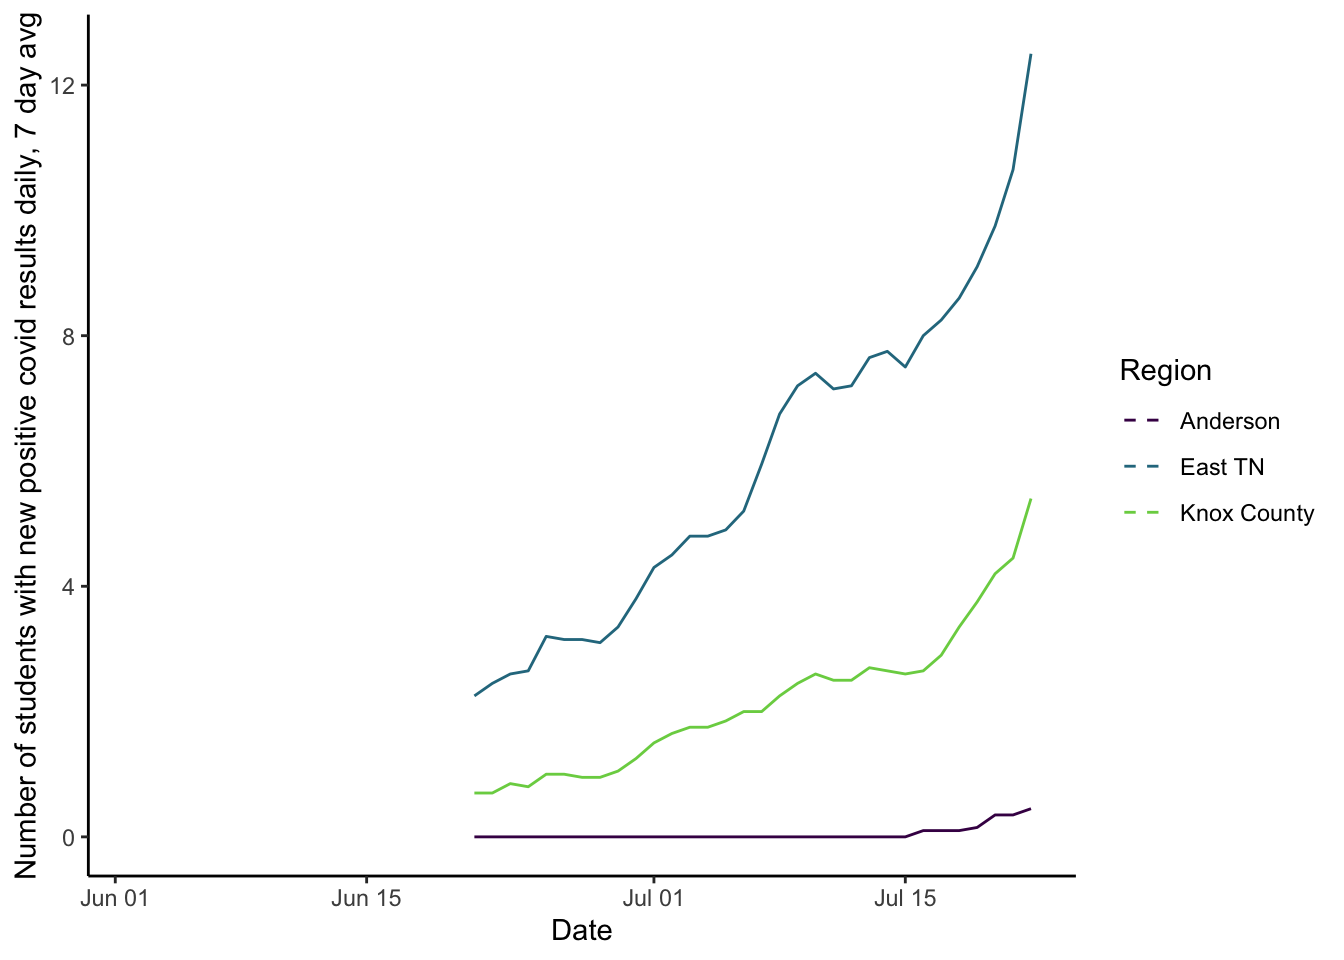 Number of students with new positive covid results daily, 7 day avg
12
8
4
0
Jun 01
Jun 15
Jul 01
Jul 15
Date
Region
Anderson
East TN
Knox County